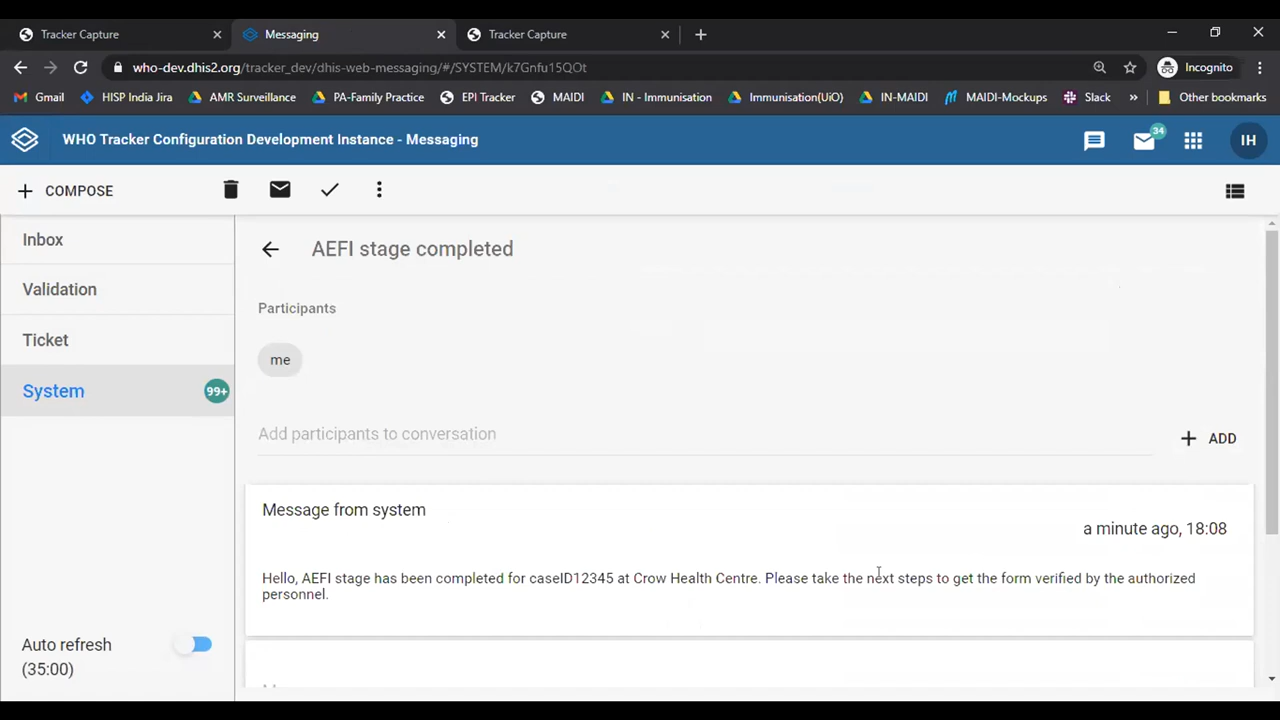 Tracker Capture
Messaging
Tracker Capture
who-dev.dhis2.org/tracker_dev/dhis-web-messaging/#/SYSTEM/k7Gnfu15QOt
Incognito
Gmail
HISP India Jira
AMR Surveillance
PA-Family Practice
EPI Tracker
MAIDI
IN - Immunisation
Immunisation(UiO)
IN-MAIDI
MAIDI-Mockups
Slack
»
Other bookmarks
WHO Tracker Configuration Development Instance - Messaging
34
IH
COMPOSE
Inbox
Validation
Ticket
System
99+
Auto refresh
(35:00)
AEFI stage completed
Participants
me
Add participants to conversation
ADD
Message from system
a minute ago, 18:08
Hello, AEFI stage has been completed for caseID12345 at Crow Health Centre. Please take the next steps to get the form verified by the authorized
personnel.